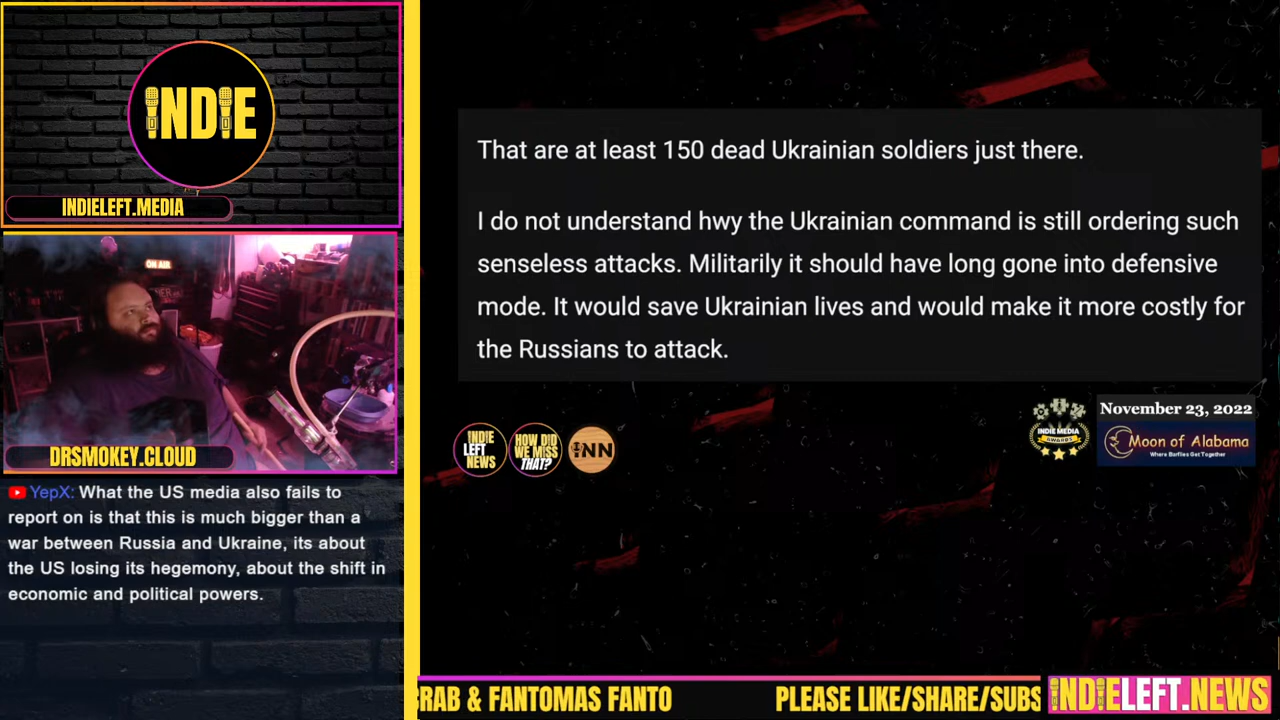 INDIE
INDIELEFT.MEDIA
ON AIR
DRSMOKEY.CLOUD
YepX: What the US media also fails to
report on is that this is much bigger than a
war between Russia and Ukraine, its about
the US losing its hegemony, about the shift in
economic and political powers.
That are at least 150 dead Ukrainian soldiers just there.
I do not understand hwy the Ukrainian command is still ordering such
senseless attacks. Militarily it should have long gone into defensive
mode. It would save Ukrainian lives and would make it more costly for
the Russians to attack.
INDIE
LEFT
NEWS
HOW DID
WE MISS
THAT?
INN
INDIE MEDIA
AWARDS
November 23, 2022
Moon of Alabama
Where Barflies Get Together
RAB & FANTOMAS FANTO PLEASE LIKE/SHARE/SUBS
INDIELEFT.NEWS